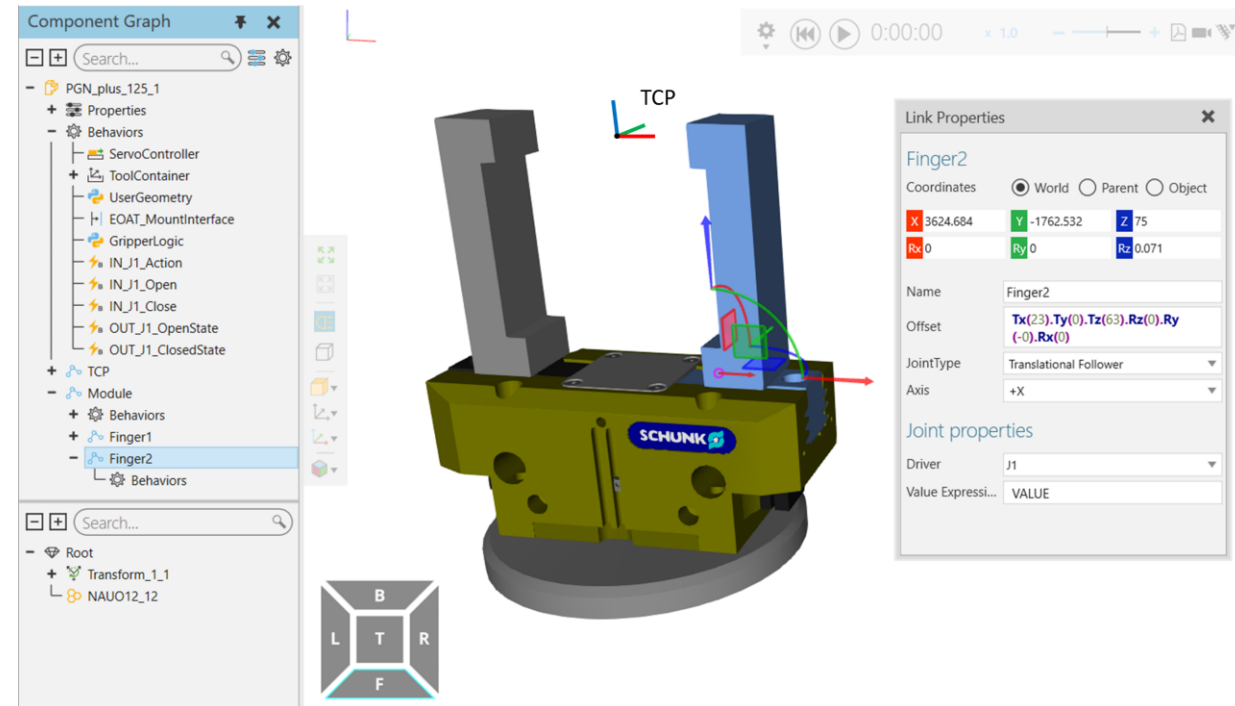 Component Graph
Search...
PGN_plus_125_1
Properties
Behaviors
ServoController
ToolContainer
UserGeometry
EOAT_MountInterface
GripperLogic
IN_J1_Action
IN_J1_Open
IN_J1_Close
OUT_J1_OpenState
OUT_J1_ClosedState
TCP
Module
Behaviors
Finger1
Finger2
Behaviors
Search...
Root
Transform_1_1
NAUO12_12
0:00:00
x 1.0
TCP
SCHUNK
B
L T R
F
Link Properties
Finger2
Coordinates World Parent Object
X 3624.684 Y -1762.532 Z 75
Rx 0 Ry 0 Rz 0.071
Name Finger2
Offset Tx(23).Ty(0).Tz(63).Rz(0).Ry
(-0).Rx(0)
JointType Translational Follower
Axis +X
Joint properties
Driver J1
Value Expressi... VALUE